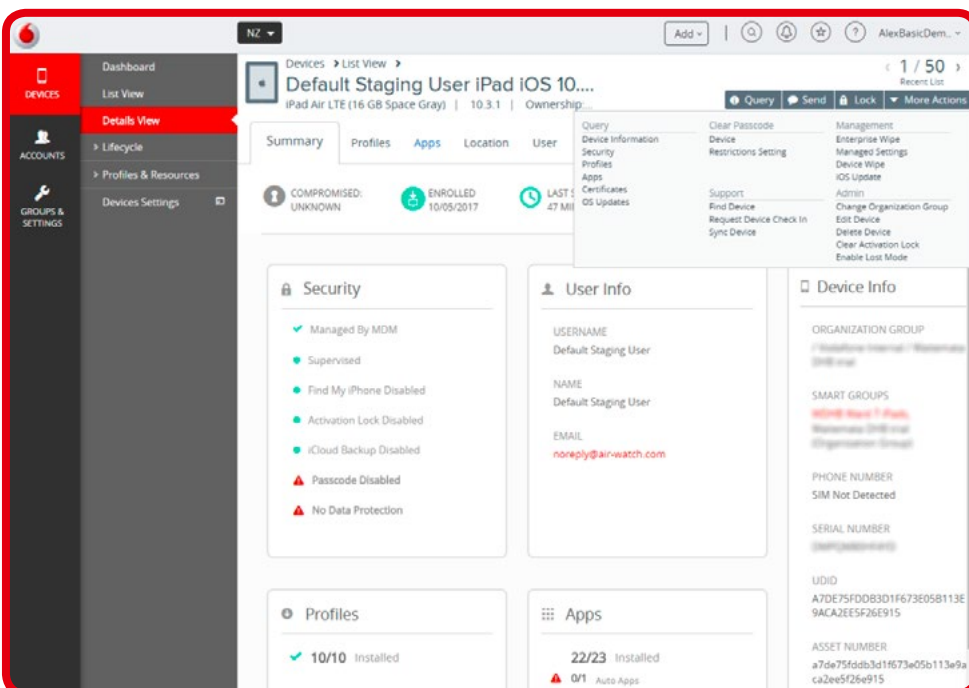 NZ
Add
AlexBasicDem..
DEVICES
ACCOUNTS
GROUPS &
SETTINGS
Dashboard
List View
Details View
Lifecycle
Profiles & Resources
Devices Settings
Devices > List View >
Default Staging User iPad iOS 10....
iPad Air LTE (16 GB Space Gray) | 10.3.1 | Ownership:...
1 / 50
Recent List
Query
Send
Lock
More Actions
Summary
Profiles
Apps
Location
User
COMPROMISED:
UNKNOWN
ENROLLED
10/05/2017
LAST
47
Query
Device Information
Security
Profiles
Apps
Certificates
OS Updates
Clear Passcode
Device
Restrictions Setting
Support
Find Device
Request Device Check In
Sync Device
Management
Enterprise Wipe
Managed Settings
Device Wipe
iOS Update
Admin
Change Organization Group
Edit Device
Delete Device
Clear Activation Lock
Enable Lost Mode
Security
Managed By MDM
Supervised
Find My iPhone Disabled
Activation Lock Disabled
iCloud Backup Disabled
Passcode Disabled
No Data Protection
User Info
USERNAME
Default Staging User
NAME
Default Staging User
EMAIL
noreply@air-watch.com
Device Info
ORGANIZATION GROUP
SMART GROUPS
PHONE NUMBER
SIM Not Detected
SERIAL NUMBER
UDID
A7DE75FDDB3D1F673E05B113E
9ACA2EE5F26E915
ASSET NUMBER
a7de75fddb3d1f673e05b113e9a
ca2ee5f26e915
Profiles
10/10 Installed
Apps
22/23 Installed
0/1 Auto Apps